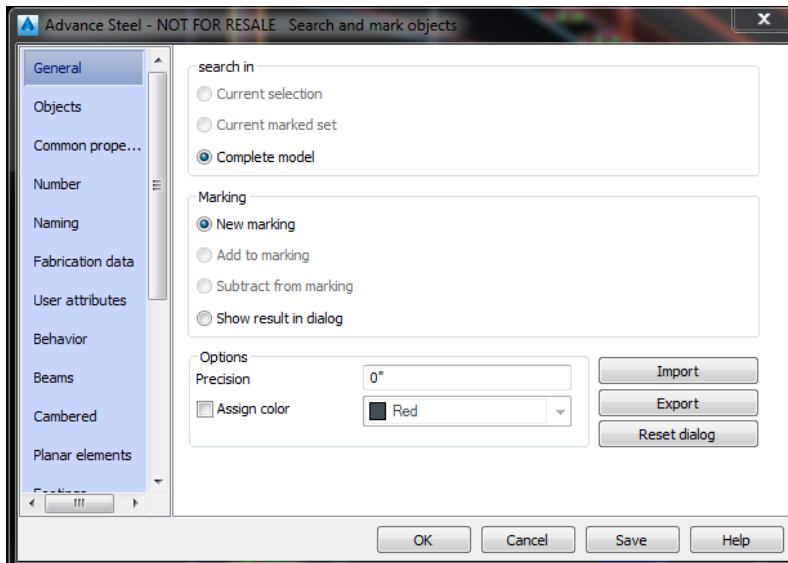 Advance Steel - NOT FOR RESALE Search and mark objects
General
Objects
Common prope...
Number
Naming
Fabrication data
User attributes
Behavior
Beams
Cambered
Planar elements
search in
Current selection
Current marked set
Complete model
Marking
New marking
Add to marking
Subtract from marking
Show result in dialog
Options
Precision 0"
Assign color Red
Import
Export
Reset dialog
OK Cancel Save Help